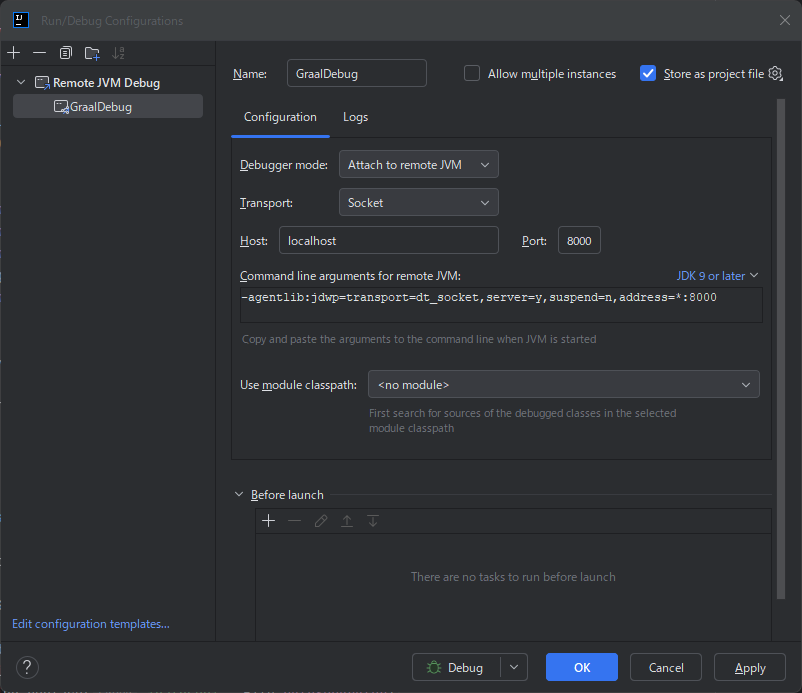 Run/Debug Configurations
Remote JVM Debug
GraalDebug
Name:
GraalDebug
Allow multiple instances
Store as project file
Configuration
Logs
Debugger mode:
Attach to remote JVM
Transport:
Socket
Host:
localhost
Port:
8000
Command line arguments for remote JVM:
JDK 9 or later
-agentlib:jdwp=transport=dt_socket,server=y,suspend=n,address=*:8000
Copy and paste the arguments to the command line when JVM is started
Use module classpath:
<no module>
First search for sources of the debugged classes in the selected
module classpath
Before launch
There are no tasks to run before launch
Edit configuration templates...
?
Debug
OK
Cancel
Apply